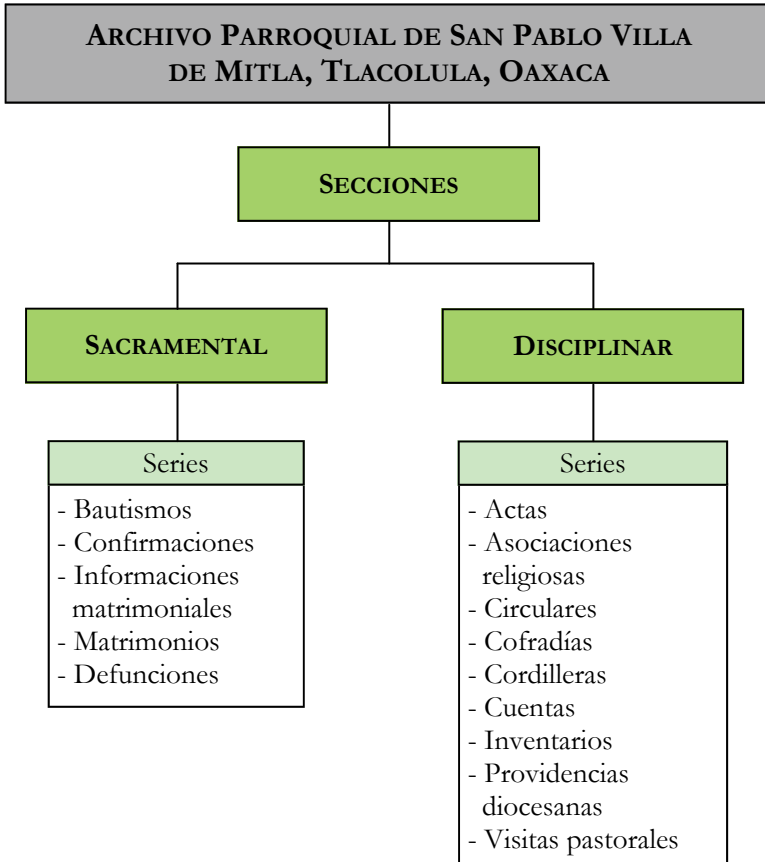 ARCHIVO PARROQUIAL DE SAN PABLO VILLA
DE MITLA, TLACOLULA, OAXACA
SECCIONES
SACRAMENTAL
Series
- Bautismos
- Confirmaciones
- Informaciones
matrimoniales
- Matrimonios
- Defunciones
DISCIPLINAR
Series
- Actas
- Asociaciones
religiosas
- Circulares
- Cofradías
- Cordilleras
- Cuentas
- Inventarios
- Providencias
diocesanas
- Visitas pastorales